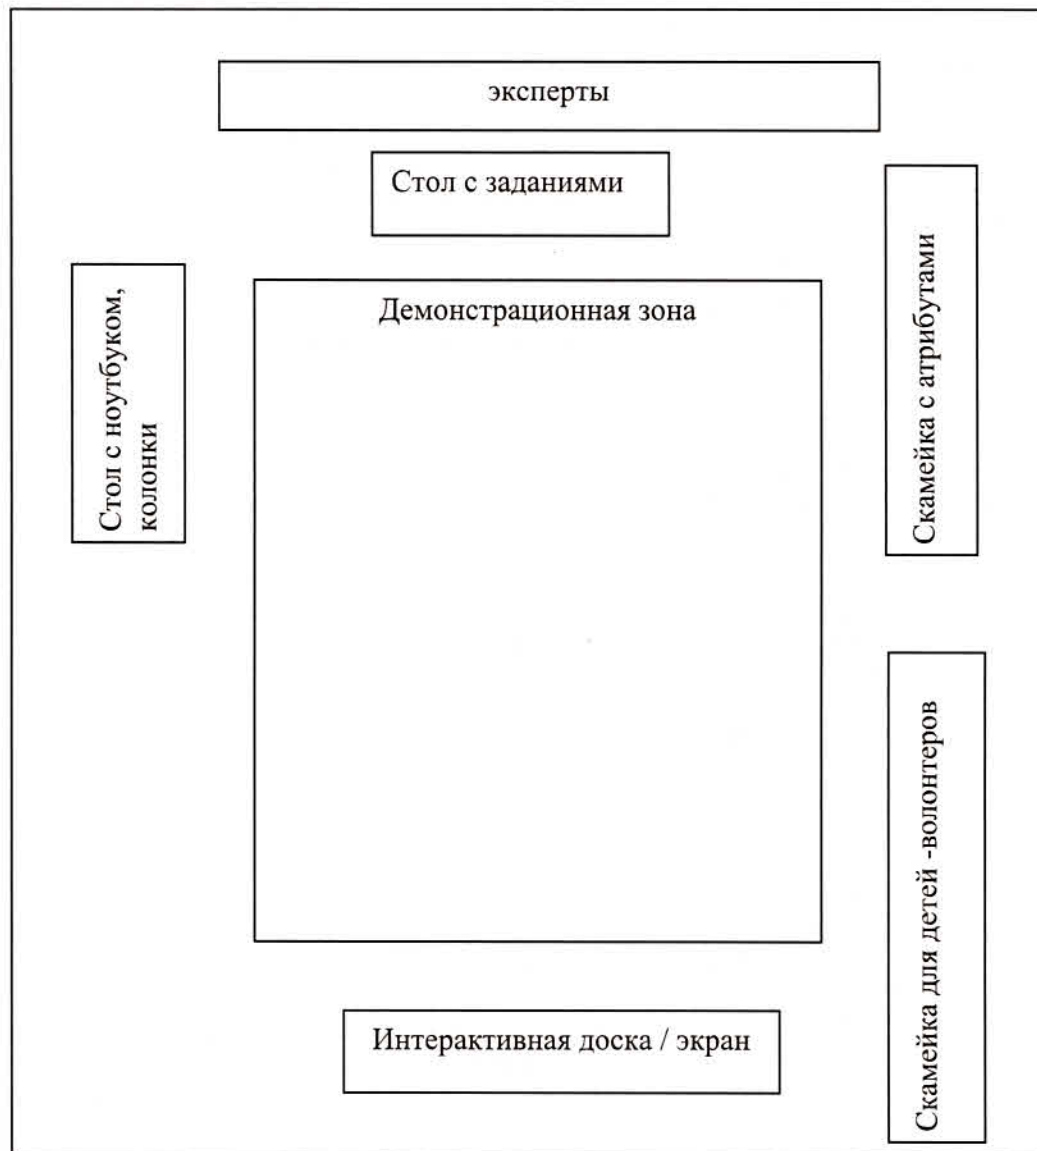 эксперты
Стол с заданиями
Демонстрационная зона
Стол с ноутбуком,
колонки
Скамейка с атрибутами
Скамейка для детей -волонтеров
Интерактивная доска / экран